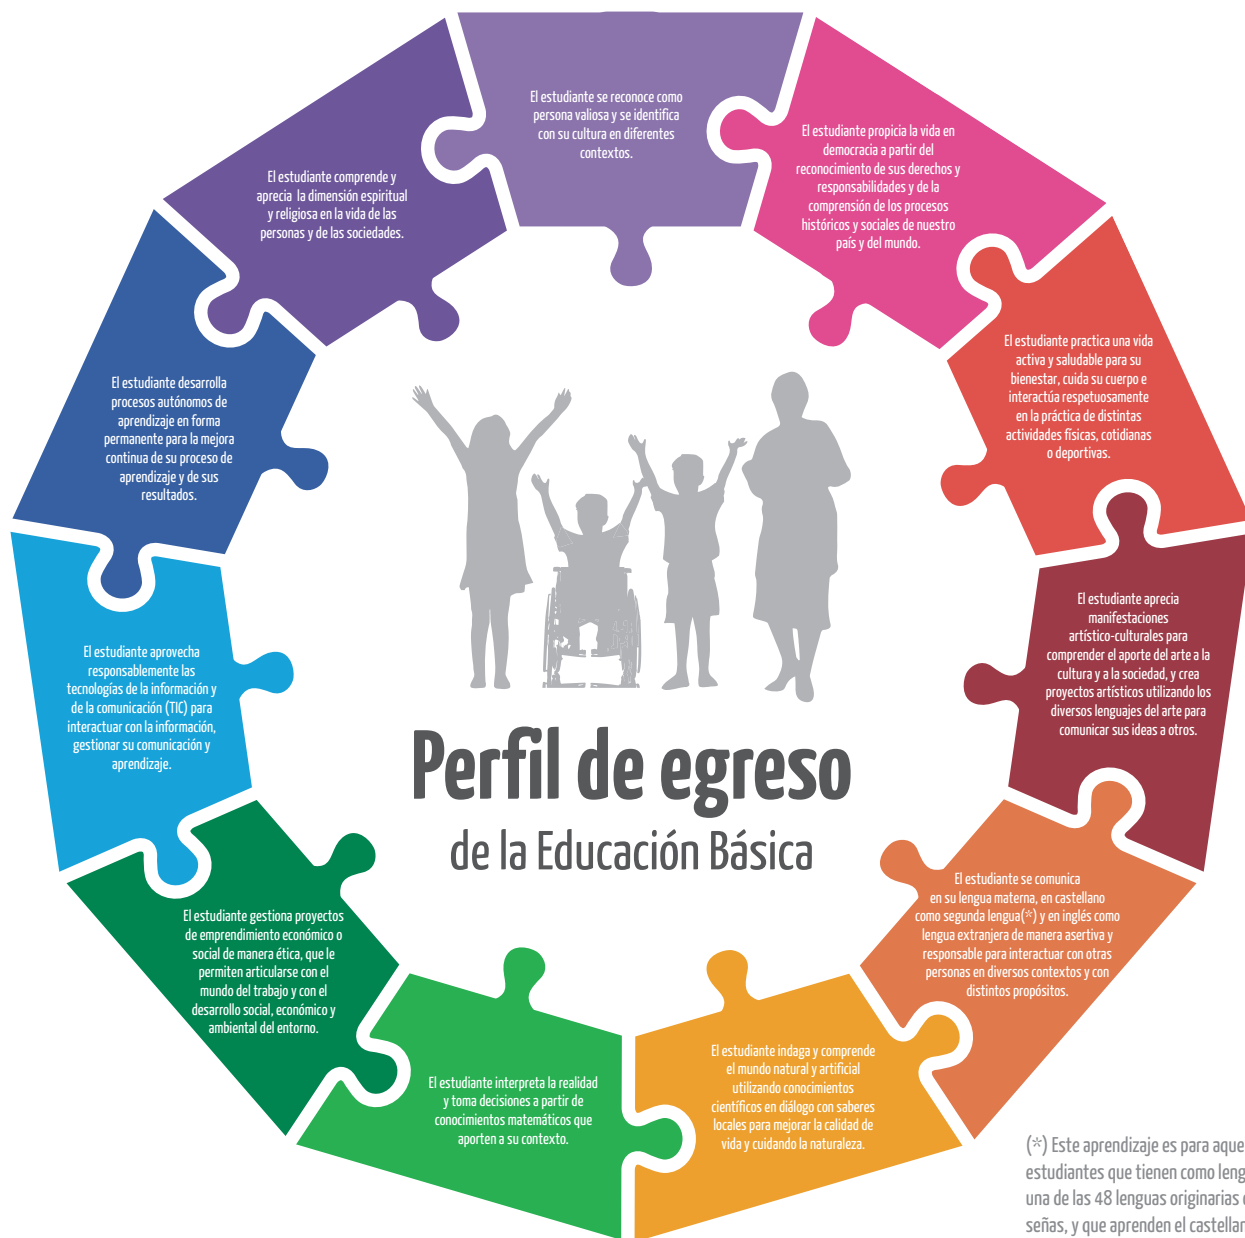 El estudiante se reconoce como
persona valiosa y se identifica
con su cultura en diferentes
contextos.
El estudiante propicia la vida en
democracia a partir del
reconocimiento de sus derechos y
responsabilidades y de la
comprensión de los procesos
históricos y sociales de nuestro
país y del mundo.
El estudiante practica una vida
activa y saludable para su
bienestar, cuida su cuerpo e
interactúa respetuosamente
en la práctica de distintas
actividades físicas, cotidianas
o deportivas.
El estudiante aprecia
manifestaciones
artístico-culturales para
comprender el aporte del arte a la
cultura y a la sociedad, y crea
proyectos artísticos utilizando los
diversos lenguajes del arte para
comunicar sus ideas a otros.
El estudiante se comunica
en su lengua materna, en castellano
como segunda lengua(*) y en inglés como
lengua extranjera de manera asertiva y
responsable para interactuar con otras
personas en diversos contextos y con
distintos propósitos.
El estudiante indaga y comprende
el mundo natural y artificial
utilizando conocimientos
científicos en diálogo con saberes
locales para mejorar la calidad de
vida y cuidando la naturaleza.
El estudiante interpreta la realidad
y toma decisiones a partir de
conocimientos matemáticos que
aporten a su contexto.
El estudiante gestiona proyectos
de emprendimiento económico o
social de manera ética, que le
permiten articularse con el
mundo del trabajo y con el
desarrollo social, económico y
ambiental del entorno.
El estudiante aprovecha
responsablemente las
tecnologías de la información y
de la comunicación (TIC) para
interactuar con la información,
gestionar su comunicación y
aprendizaje.
El estudiante desarrolla
procesos autónomos de
aprendizaje en forma
permanente para la mejora
continua de su proceso de
aprendizaje y de sus
resultados.
El estudiante comprende y
aprecia la dimensión espiritual
y religiosa en la vida de las
personas y de las sociedades.
Perfil de egreso
de la Educación Básica
(*) Este aprendizaje es para
estudiantes que tienen como
una de las 48 lenguas originarias
señas, y que aprenden el